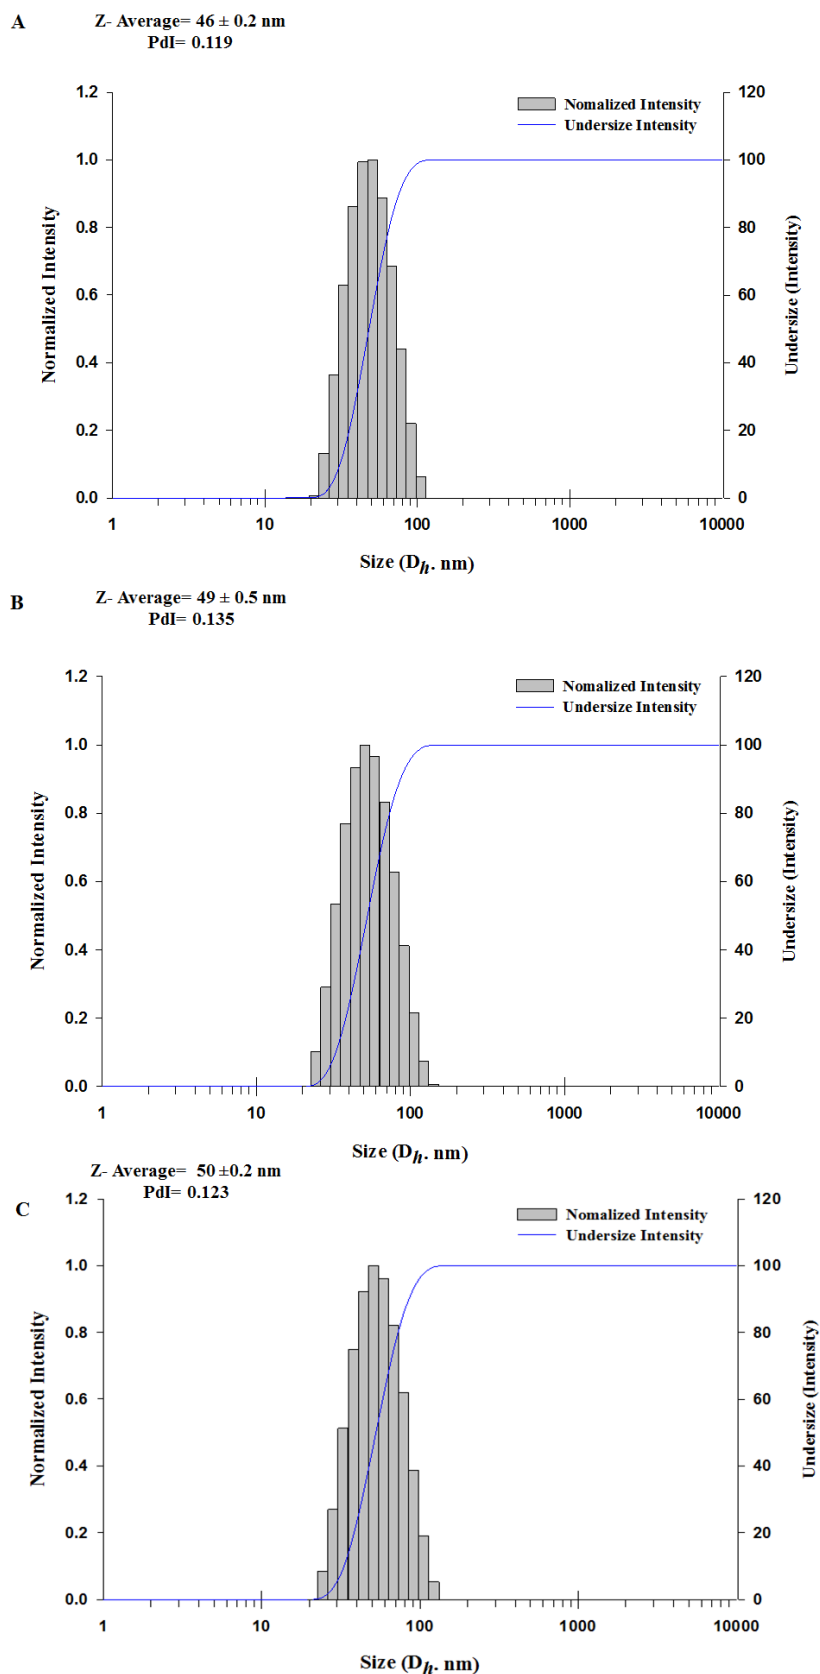 A
Z- Average= 46 ± 0.2 nm
PdI= 0.119
Nomalized Intensity
Undersize Intensity
1.2
1.0
0.8
0.6
0.4
0.2
0.0
Normalized Intensity
120
100
80
60
40
20
0
Undersize (Intensity)
1 10 100 1000 10000
Size (Dh. nm)
B
Z- Average= 49 ± 0.5 nm
PdI= 0.135
Nomalized Intensity
Undersize Intensity
1.2
1.0
0.8
0.6
0.4
0.2
0.0
Normalized Intensity
120
100
80
60
40
20
0
Undersize (Intensity)
1 10 100 1000 10000
Size (Dh. nm)
C
Z- Average= 50 ±0.2 nm
PdI= 0.123
Nomalized Intensity
Undersize Intensity
1.2
1.0
0.8
0.6
0.4
0.2
0.0
Normalized Intensity
120
100
80
60
40
20
0
Undersize (Intensity)
1 10 100 1000 10000
Size (Dh. nm)